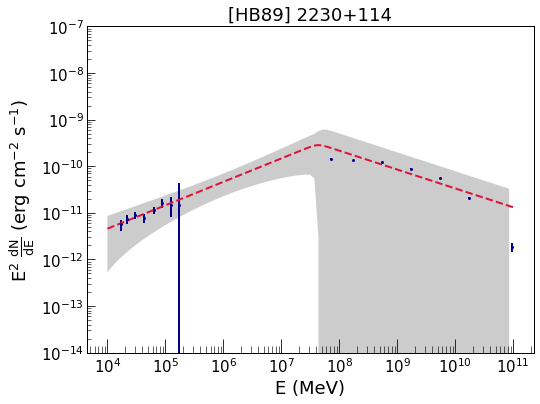 [HB89] 2230+114
E² dN/dE (erg cm⁻² s⁻¹)
10⁻⁷
10⁻⁸
10⁻⁹
10⁻¹⁰
10⁻¹¹
10⁻¹²
10⁻¹³
10⁻¹⁴
10⁴ 10⁵ 10⁶ 10⁷ 10⁸ 10⁹ 10¹⁰ 10¹¹
E (MeV)